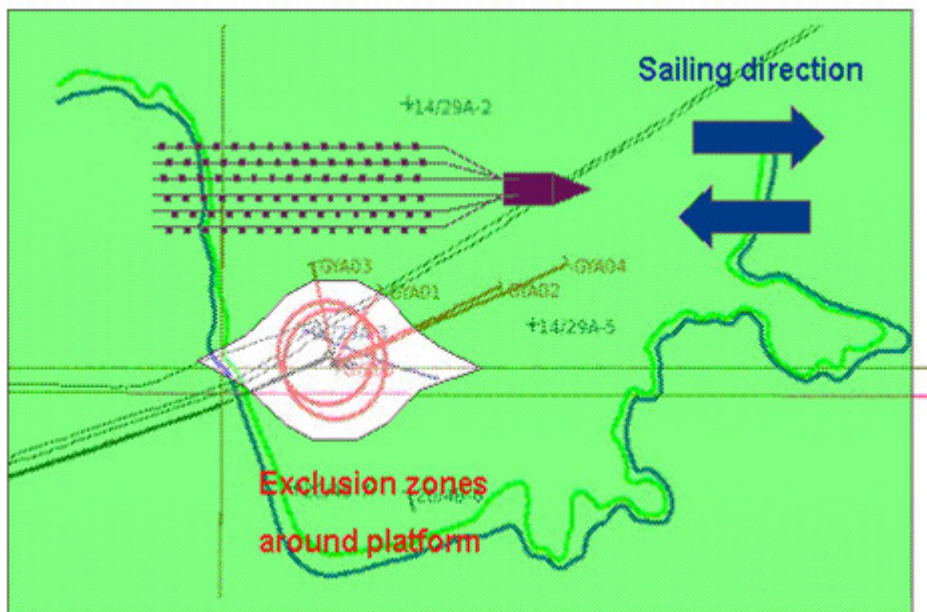 Sailing direction
+14/29A-2
GYA03
GYA04
GYA01
GYA02
+14/29A-5
Exclusion zones
around platform